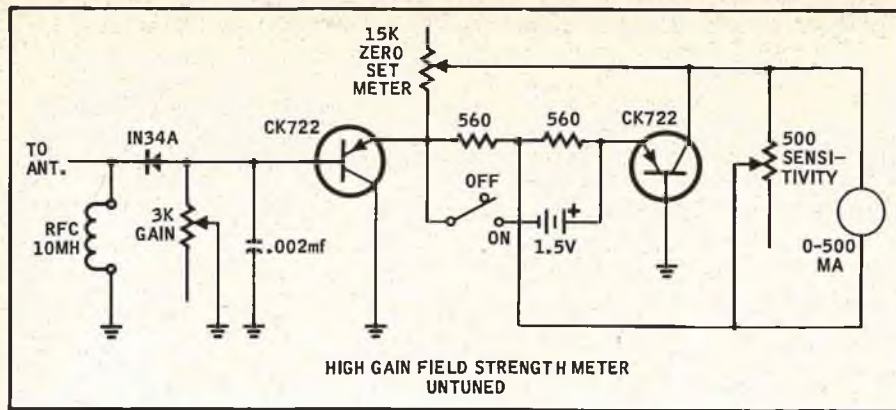 15K
ZERO
SET
METER
TO
ANT.
IN34A
CK722
560
560
CK722
500
SENSI-
TIVITY
RFC
10MH
3K
GAIN
.002mf
OFF
ON
+
1.5V
0-500
MA
HIGH GAIN FIELD STRENGTH METER
UNTUNED